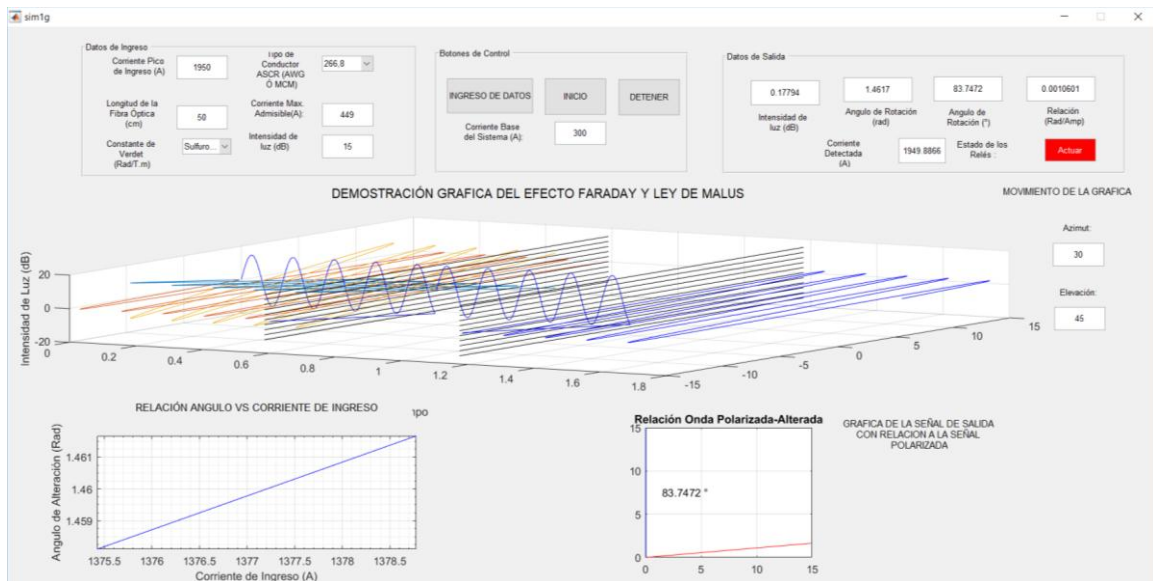 sim1g
Datos de Ingreso
Corriente Pico
de Ingreso (A)
1950
Tipo de
Conductor
ASCR (AWG
Ó MCM)
266,8
Longitud de la
Fibra Óptica
(cm)
50
Corriente Max.
Admisible(A):
449
Constante de
Verdet
(Rad/T.m)
Sulfuro...
Intensidad de
luz (dB)
15
Botones de Control
INGRESO DE DATOS
INICIO
DETENER
Corriente Base
del Sistema (A):
300
Datos de Salida
0.17794
1.4617
83.7472
0.0010601
Intensidad de
luz (dB)
Angulo de Rotación
(rad)
Angulo de
Rotación (°)
Relación
(Rad/Amp)
Corriente
Detectada
(A)
1949.8866
Estado de los
Relés :
Actuar
DEMOSTRACIÓN GRAFICA DEL EFECTO FARADAY Y LEY DE MALUS
MOVIMIENTO DE LA GRAFICA
Azimut:
30
Elevación:
45
Intensidad de Luz (dB)
20
0
-20
0
0.2
0.4
0.6
0.8
1
1.2
1.4
1.6
1.8
-15
-10
-5
0
5
10
15
RELACIÓN ANGULO VS CORRIENTE DE INGRESO
mpo
Angulo de Alteración (Rad)
1.461
1.46
1.459
1375.5
1376
1376.5
1377
1377.5
1378
1378.5
Corriente de Ingreso (A)
Relación Onda Polarizada-Alterada
15
10
5
0
83.7472 °
0
5
10
15
GRAFICA DE LA SEÑAL DE SALIDA
CON RELACION A LA SEÑAL
POLARIZADA